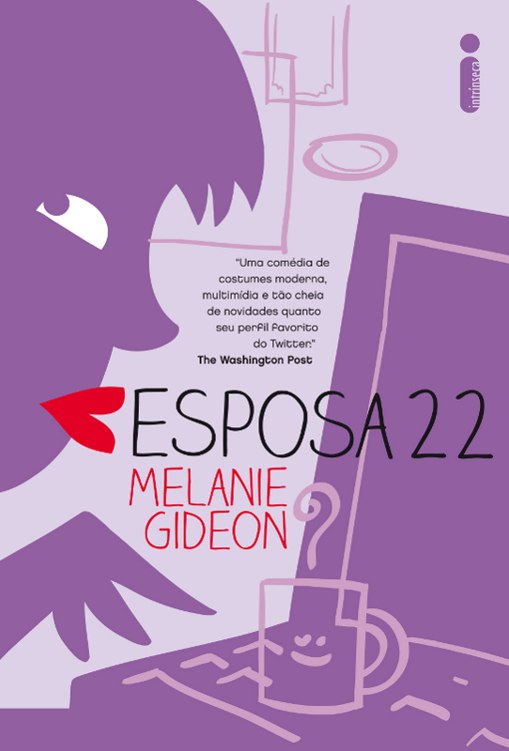 intrínseca
"Uma comédia de
costumes moderna,
multimídia e tão cheia
de novidades quanto
seu perfil favorito
do Twitter."
The Washington Post
ESPOSA 22
MELANIE
GIDEON